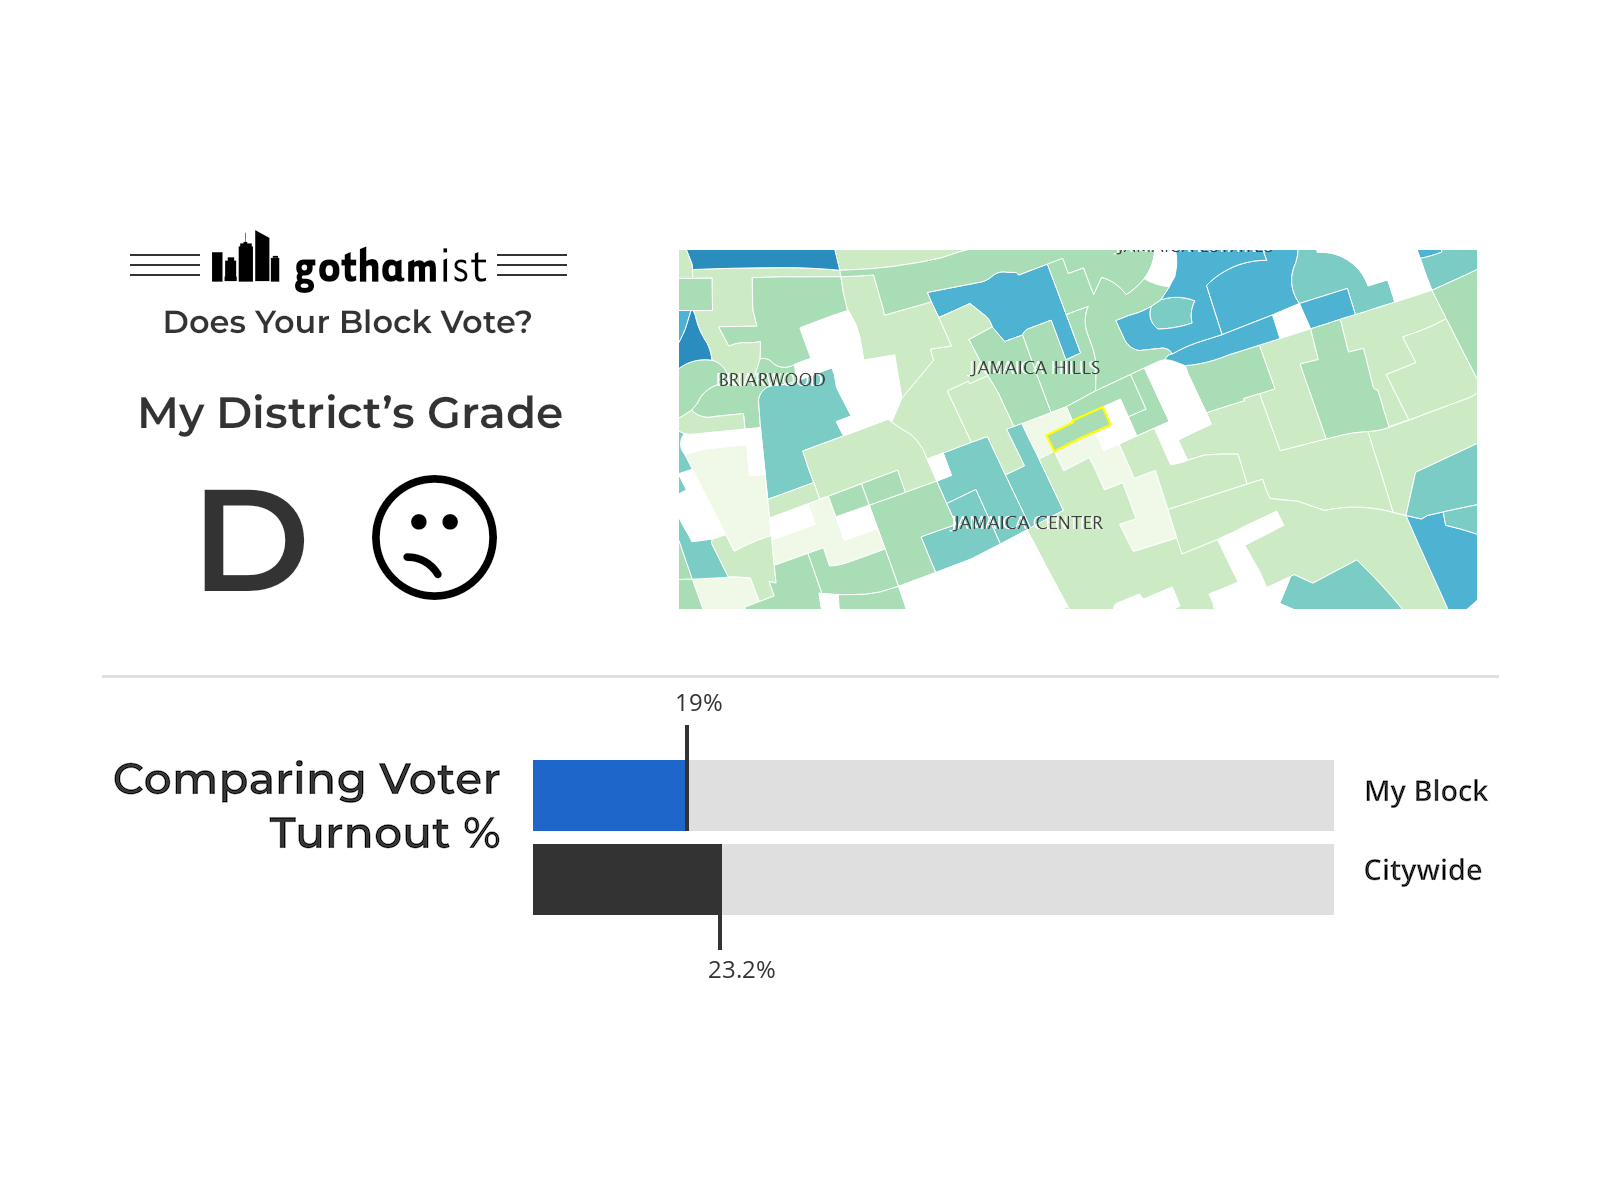 gothamist
Does Your Block Vote?
My District's Grade
D
BRIARWOOD
JAMAICA HILLS
JAMAICA CENTER
19%
Comparing Voter
Turnout %
My Block
Citywide
23.2%